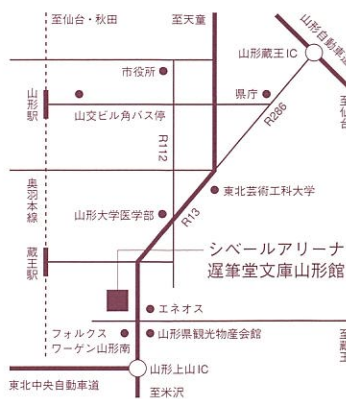 至仙台・秋田
至天童
山形自動車道
山形蔵王IC
市役所
県庁
至仙台
山形駅
山交ビル角バス停
R286
R112
奥羽本線
東北芸術工科大学
山形大学医学部
R13
蔵王駅
シベールアリーナ
遅筆堂文庫山形館
エネオス
フォルクス
ワーゲン山形南
山形県観光物産会館
至蔵王
山形上山IC
東北中央自動車道
至米沢